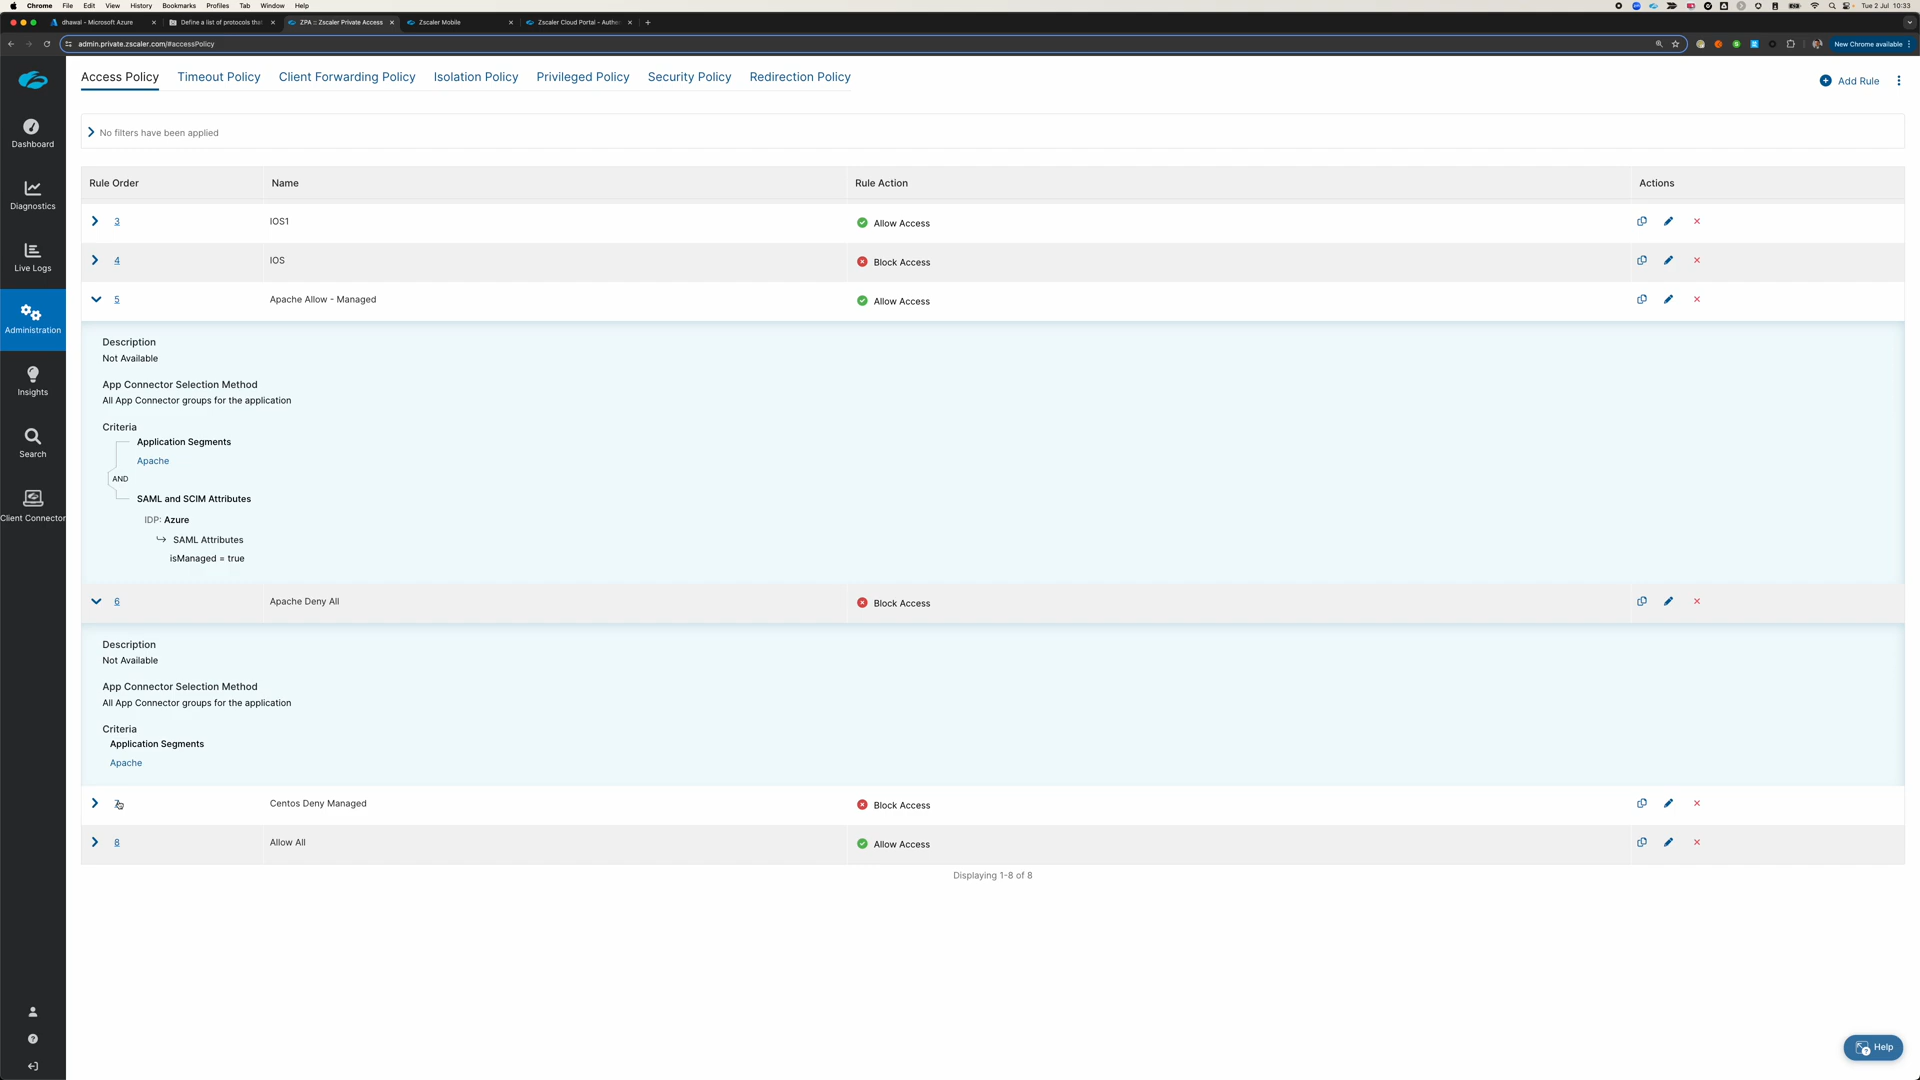 Chrome File Edit View History Bookmarks Profiles Tab Window Help Tue 2 Jul 10:33
dhawal - Microsoft Azure Define a list of protocols tha ZPA :: Zscaler Private Access Zscaler Mobile Zscaler Cloud Portal - Authe
admin.private.zscaler.com/#accessPolicy New Chrome available
Access Policy Timeout Policy Client Forwarding Policy Isolation Policy Privileged Policy Security Policy Redirection Policy
Add Rule
Dashboard
Diagnostics
Live Logs
Administration
Insights
Search
Client Connector
No filters have been applied
Rule Order Name Rule Action Actions
3 IOS1 Allow Access
4 IOS Block Access
5 Apache Allow - Managed Allow Access
Description
Not Available
App Connector Selection Method
All App Connector groups for the application
Criteria
Application Segments
Apache
AND
SAML and SCIM Attributes
IDP: Azure
SAML Attributes
isManaged = true
6 Apache Deny All Block Access
Description
Not Available
App Connector Selection Method
All App Connector groups for the application
Criteria
Application Segments
Apache
7 Centos Deny Managed Block Access
8 Allow All Allow Access
Displaying 1-8 of 8
Help